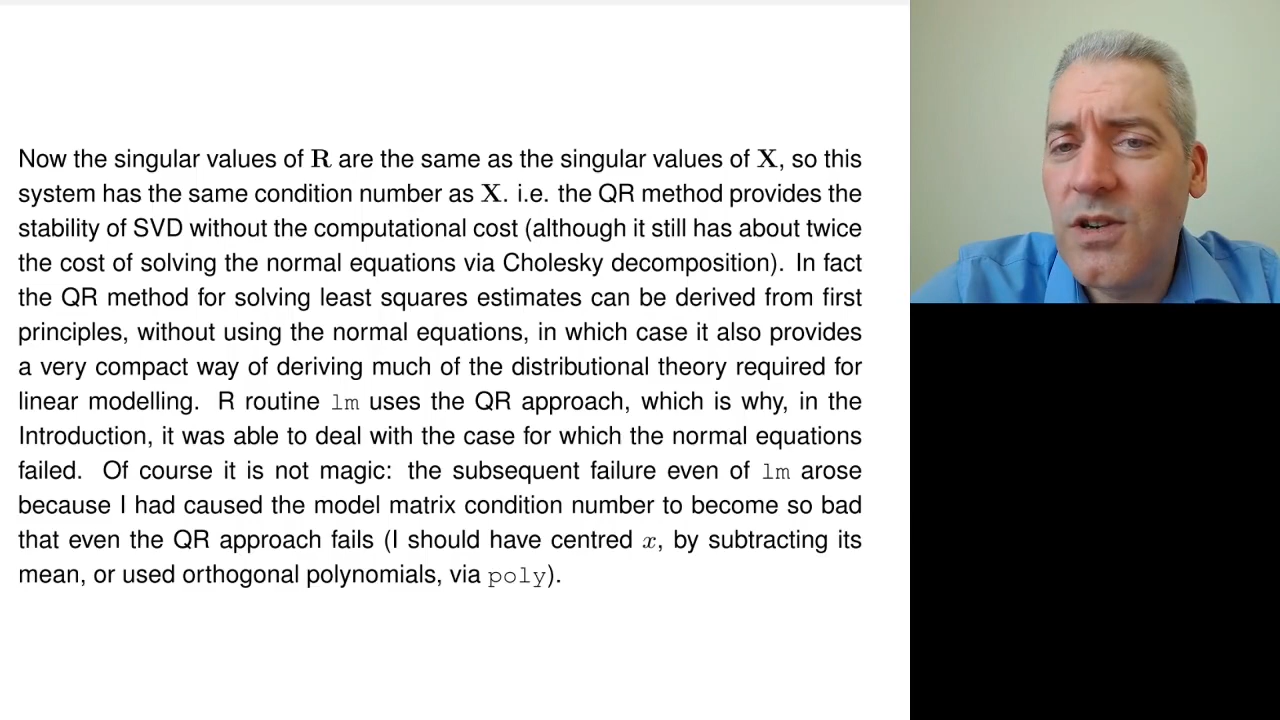 Now the singular values of R are the same as the singular values of X, so this
system has the same condition number as X. i.e. the QR method provides the
stability of SVD without the computational cost (although it still has about twice
the cost of solving the normal equations via Cholesky decomposition). In fact
the QR method for solving least squares estimates can be derived from first
principles, without using the normal equations, in which case it also provides
a very compact way of deriving much of the distributional theory required for
linear modelling. R routine lm uses the QR approach, which is why, in the
Introduction, it was able to deal with the case for which the normal equations
failed. Of course it is not magic: the subsequent failure even of lm arose
because I had caused the model matrix condition number to become so bad
that even the QR approach fails (I should have centred x, by subtracting its
mean, or used orthogonal polynomials, via poly).